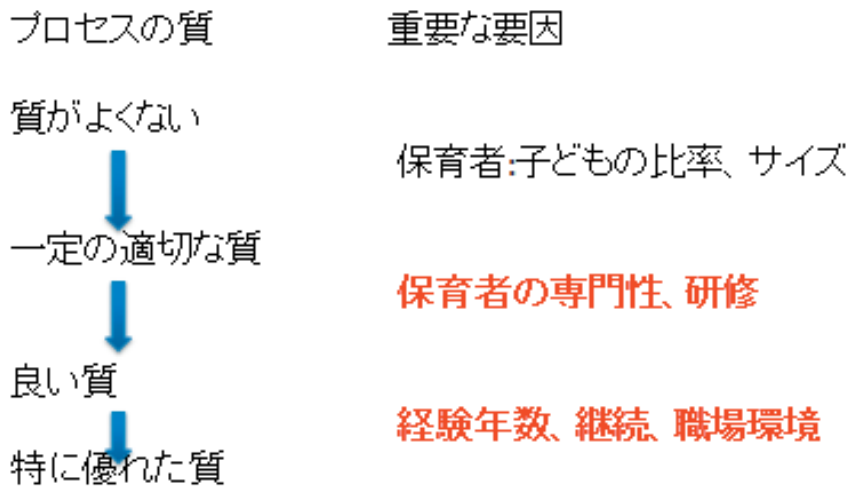 プロセスの質 重要な要因
質がよくない
保育者:子どもの比率、サイズ
一定の適切な質
保育者の専門性、研修
良い質
経験年数、継続、職場環境
特に優れた質